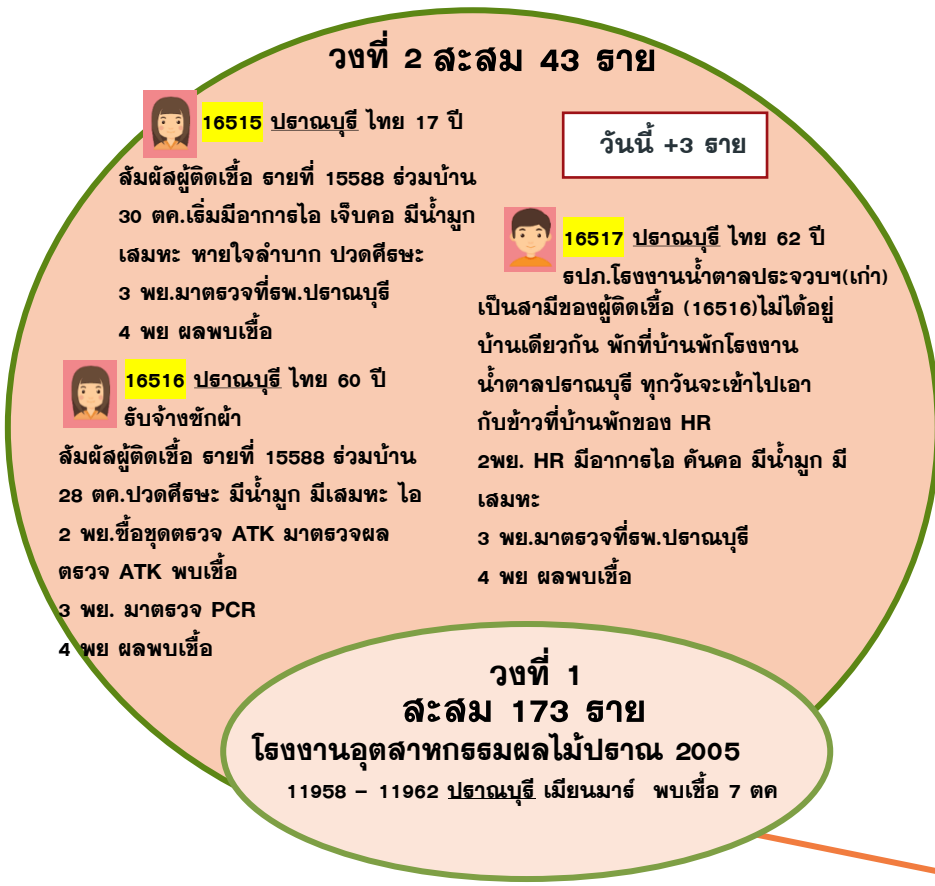 วงที่ 2 สะสม 43 ราย
16515 ปราณบุรี ไทย 17 ปี
สัมผัสผู้ติดเชื้อ รายที่ 15588 ร่วมบ้าน
30 ตค.เริ่มมีอาการไอ เจ็บคอ มีน้ำมูก
เสมหะ หายใจลำบาก ปวดศีรษะ
3 พย.มาตรวจที่รพ.ปราณบุรี
4 พย ผลพบเชื้อ
16516 ปราณบุรี ไทย 60 ปี
รับจ้างซักผ้า
สัมผัสผู้ติดเชื้อ รายที่ 15588 ร่วมบ้าน
28 ตค.ปวดศีรษะ มีน้ำมูก มีเสมหะ ไอ
2 พย.ซื้อชุดตรวจ ATK มาตรวจผล
ตรวจ ATK พบเชื้อ
3 พย. มาตรวจ PCR
4 พย ผลพบเชื้อ
วันนี้ +3 ราย
16517 ปราณบุรี ไทย 62 ปี
รปภ.โรงงานน้ำตาลประจวบฯ(เก่า)
เป็นสามีของผู้ติดเชื้อ (16516)ไม่ได้อยู่
บ้านเดียวกัน พักที่บ้านพักโรงงาน
น้ำตาลปราณบุรี ทุกวันจะเข้าไปเอา
กับข้าวที่บ้านพักของ HR
2พย. HR มีอาการไอ คันคอ มีน้ำมูก มี
เสมหะ
3 พย.มาตรวจที่รพ.ปราณบุรี
4 พย ผลพบเชื้อ
วงที่ 1
สะสม 173 ราย
โรงงานอุตสาหกรรมผลไม้ปราณ 2005
11958 – 11962 ปราณบุรี เมียนมาร์ พบเชื้อ 7 ตค